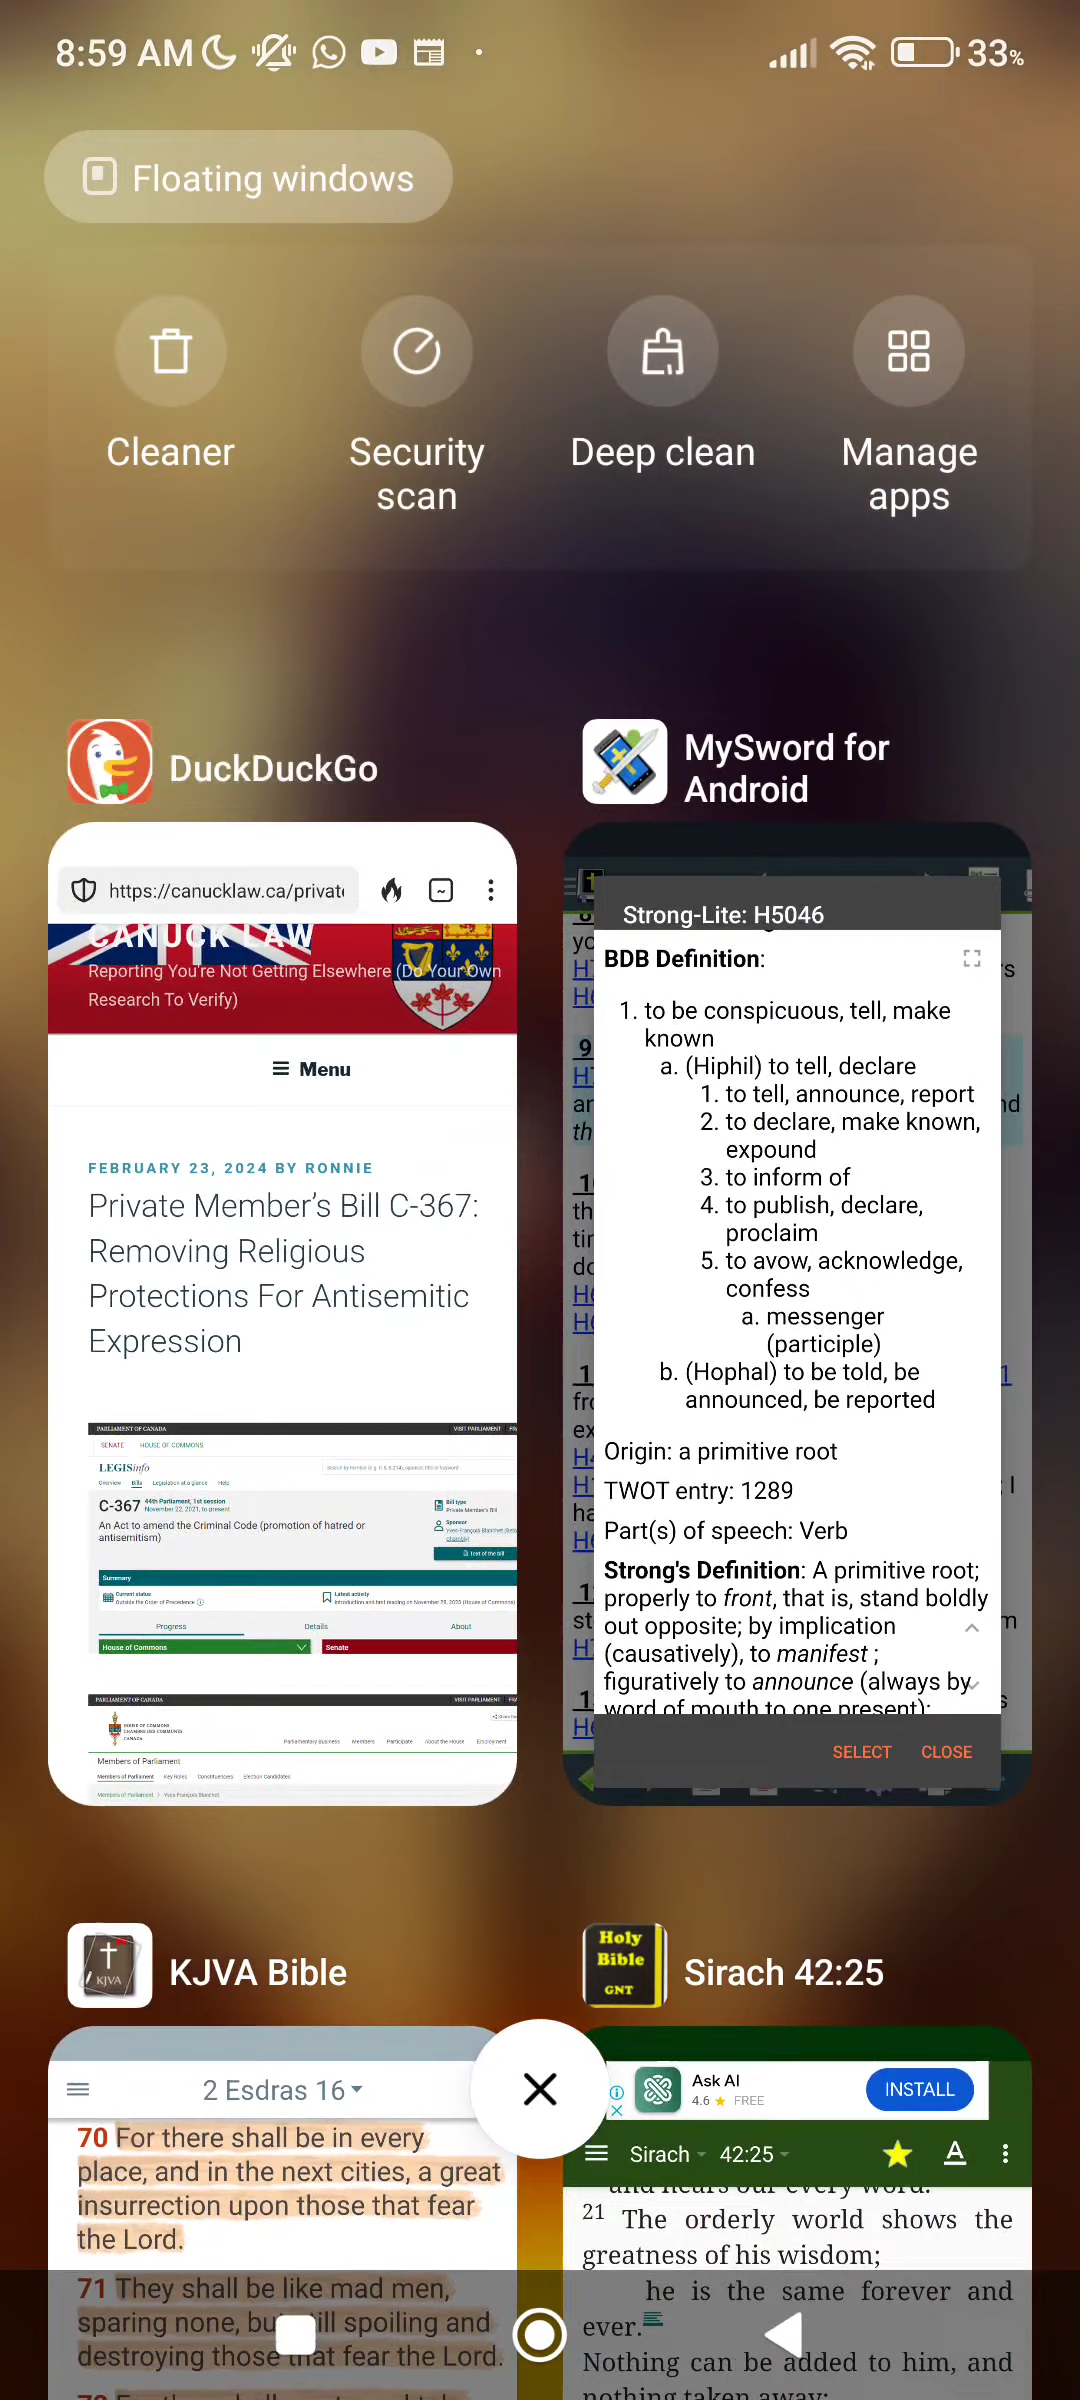 8:59 AM
33%
Floating windows
Cleaner
Security scan
Deep clean
Manage apps
DuckDuckGo
https://canucklaw.ca/privat
CANUCK LAW
Reporting You're Not Getting Elsewhere (Do Your Own
Research To Verify)
Menu
FEBRUARY 23, 2024 BY RONNIE
Private Member's Bill C-367:
Removing Religious
Protections For Antisemitic
Expression
PARLIAMENT OF CANADA
VISIT PARLIAMENT
SENATE HOUSE OF COMMONS
LEGISinfo
Overview Bills Legislation at a glance Help
C-367 44th Parliament, 1st session
November 22, 2021, to present
An Act to amend the Criminal Code (promotion of hatred or
antisemitism)
Bill type
Private Member's Bill
Sponsor
Text of the bill
Summary
Current status
Outside the Order of Precedence
Latest activity
Introduction and first reading on November 28, 2023 (House of Commons)
Progress Details About
House of Commons
Senate
PARLIAMENT OF CANADA
VISIT PARLIAMENT
HOUSE OF COMMONS
CHAMBRE DES COMMUNES
CANADA
Parliamentary Business Members Participate About the House Employment
Members of Parliament
Members of Parliament Key Roles Constituencies Election Candidates
Members of Parliament > Yves-François Blanchet
MySword for
Android
Strong-Lite: H5046
BDB Definition:
1. to be conspicuous, tell, make
known
a. (Hiphil) to tell, declare
1. to tell, announce, report
2. to declare, make known,
expound
3. to inform of
4. to publish, declare,
proclaim
5. to avow, acknowledge,
confess
a. messenger
(participle)
b. (Hophal) to be told, be
announced, be reported
Origin: a primitive root
TWOT entry: 1289
Part(s) of speech: Verb
Strong's Definition: A primitive root;
properly to front, that is, stand boldly
out opposite; by implication
(causatively), to manifest ;
figuratively to announce (always by
word of mouth to one present);
SELECT CLOSE
KJVA
KJVA Bible
2 Esdras 16
70 For there shall be in every
place, and in the next cities, a great
insurrection upon those that fear
the Lord.
71 They shall be like mad men,
sparing none, but still spoiling and
destroying those that fear the Lord.
Holy
Bible
GNT
Sirach 42:25
Ask AI
4.6 ★ FREE
INSTALL
Sirach 42:25
and hears our every word.
21 The orderly world shows the
greatness of his wisdom;
he is the same forever and
ever.
Nothing can be added to him, and
nothing taken away;